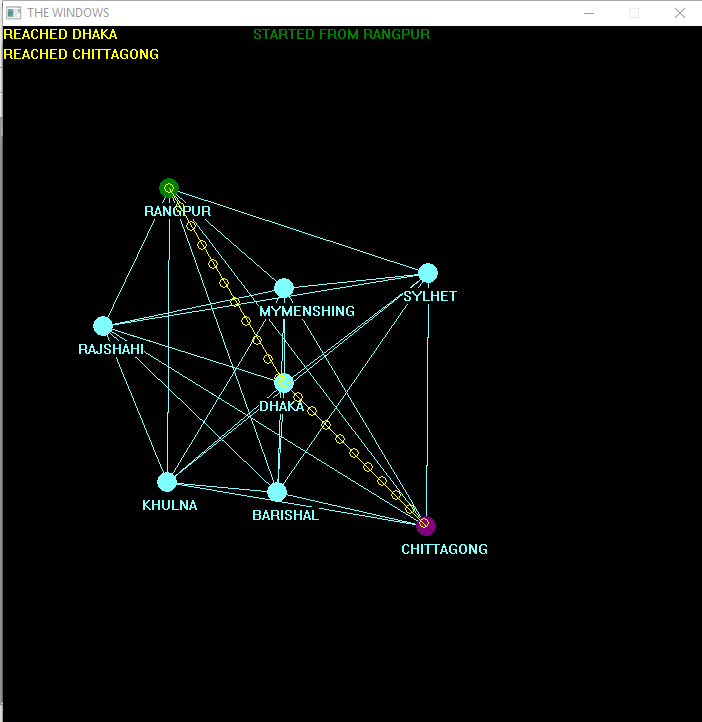 THE WINDOWS
REACHED DHAKA
STARTED FROM RANGPUR
REACHED CHITTAGONG
RANGPUR
SYLHET
MYMENSHING
RAJSHAHI
DHAKA
KHULNA
BARISHAL
CHITTAGONG